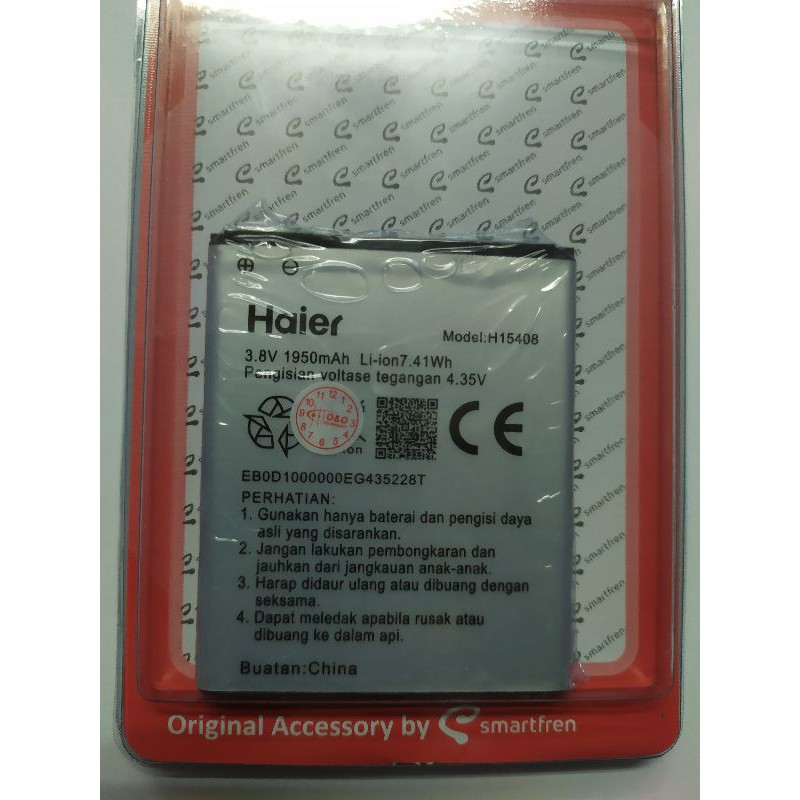 smartfren
Haier
Model:H15408
3.8V 1950mAh Li-ion7.41Wh
Pengisian voltase tegangan 4.35V
EB0D1000000EG435228T
PERHATIAN:
1. Gunakan hanya baterai dan pengisi daya
asli yang disarankan.
2. Jangan lakukan pembongkaran dan
jauhkan dari jangkauan anak-anak.
3. Harap didaur ulang atau dibuang dengan
seksama.
4. Dapat meledak apabila rusak atau
dibuang ke dalam api.
Buatan:China
Original Accessory by smartfren